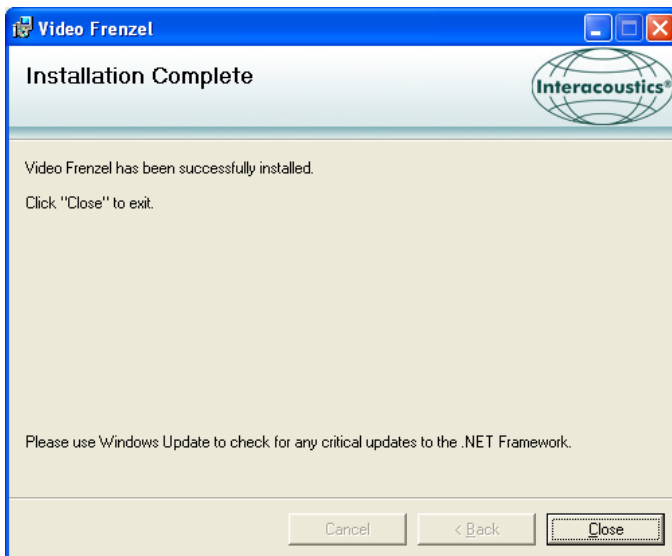 Video Frenzel
Installation Complete
Interacoustics®
Video Frenzel has been successfully installed.
Click "Close" to exit.
Please use Windows Update to check for any critical updates to the .NET Framework.
Cancel
< Back
Close